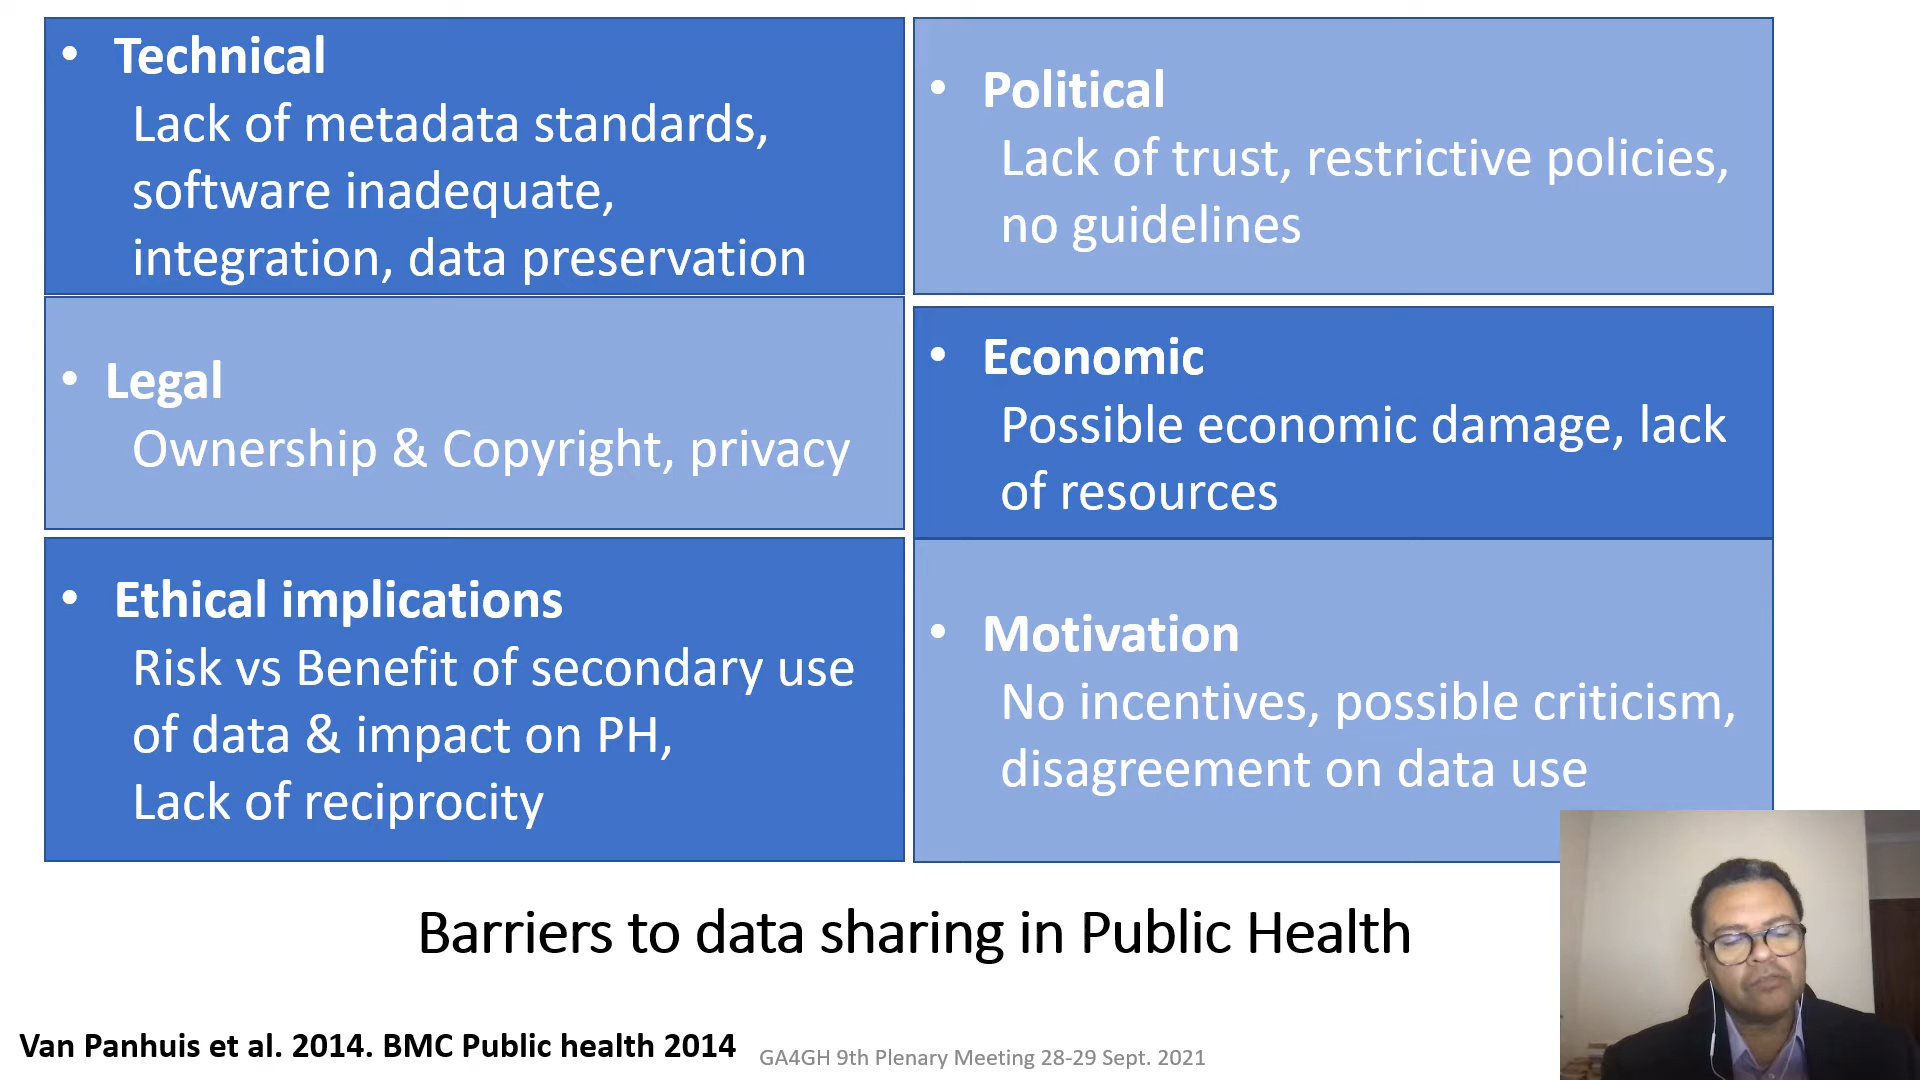 • Technical
Lack of metadata standards,
software inadequate,
integration, data preservation
• Political
Lack of trust, restrictive policies,
no guidelines
• Legal
Ownership & Copyright, privacy
• Economic
Possible economic damage, lack
of resources
• Ethical implications
Risk vs Benefit of secondary use
of data & impact on PH,
Lack of reciprocity
• Motivation
No incentives, possible criticism,
disagreement on data use
Barriers to data sharing in Public Health
Van Panhuis et al. 2014. BMC Public health 2014
GA4GH 9th Plenary Meeting 28-29 Sept. 2021